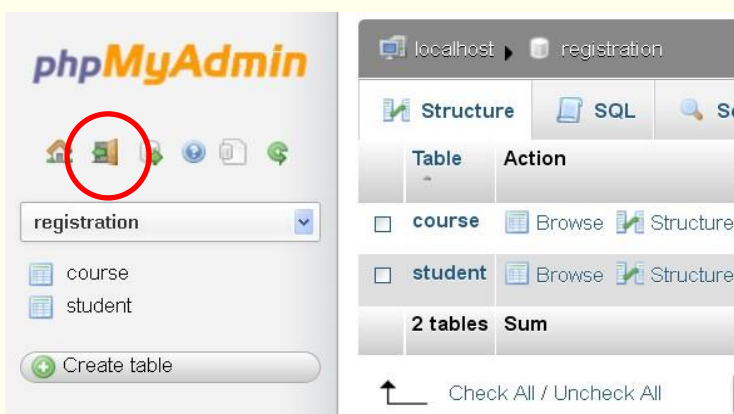 phpMyAdmin
registration
course
student
Create table
localhost registration
Structure SQL
Table Action
course Browse Structure
student Browse Structure
2 tables Sum
Check All / Uncheck All